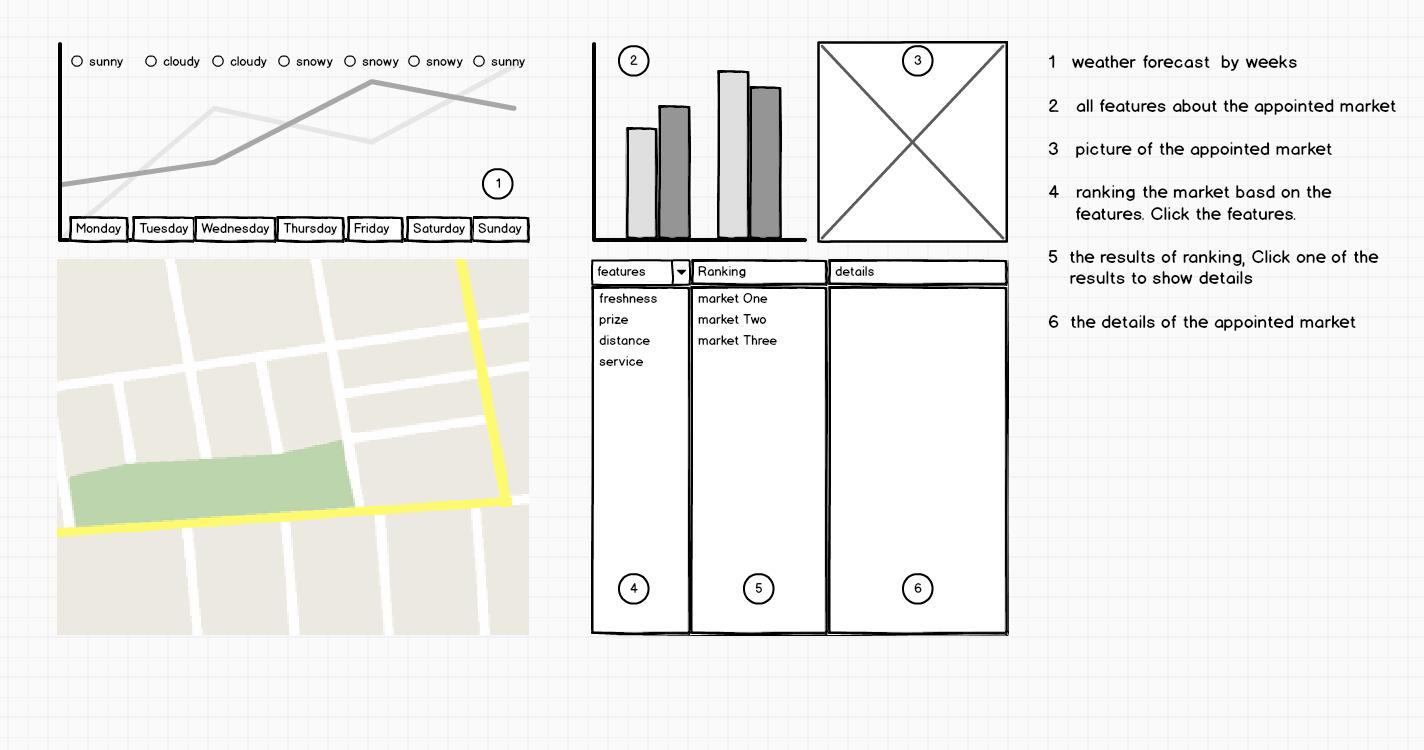 sunny cloudy cloudy snowy snowy snowy sunny
1
Monday Tuesday Wednesday Thursday Friday Saturday Sunday
2
3
features Ranking details
freshness market One
prize market Two
distance market Three
service
4 5 6
1 weather forecast by weeks
2 all features about the appointed market
3 picture of the appointed market
4 ranking the market basd on the
features. Click the features.
5 the results of ranking, Click one of the
results to show details
6 the details of the appointed market